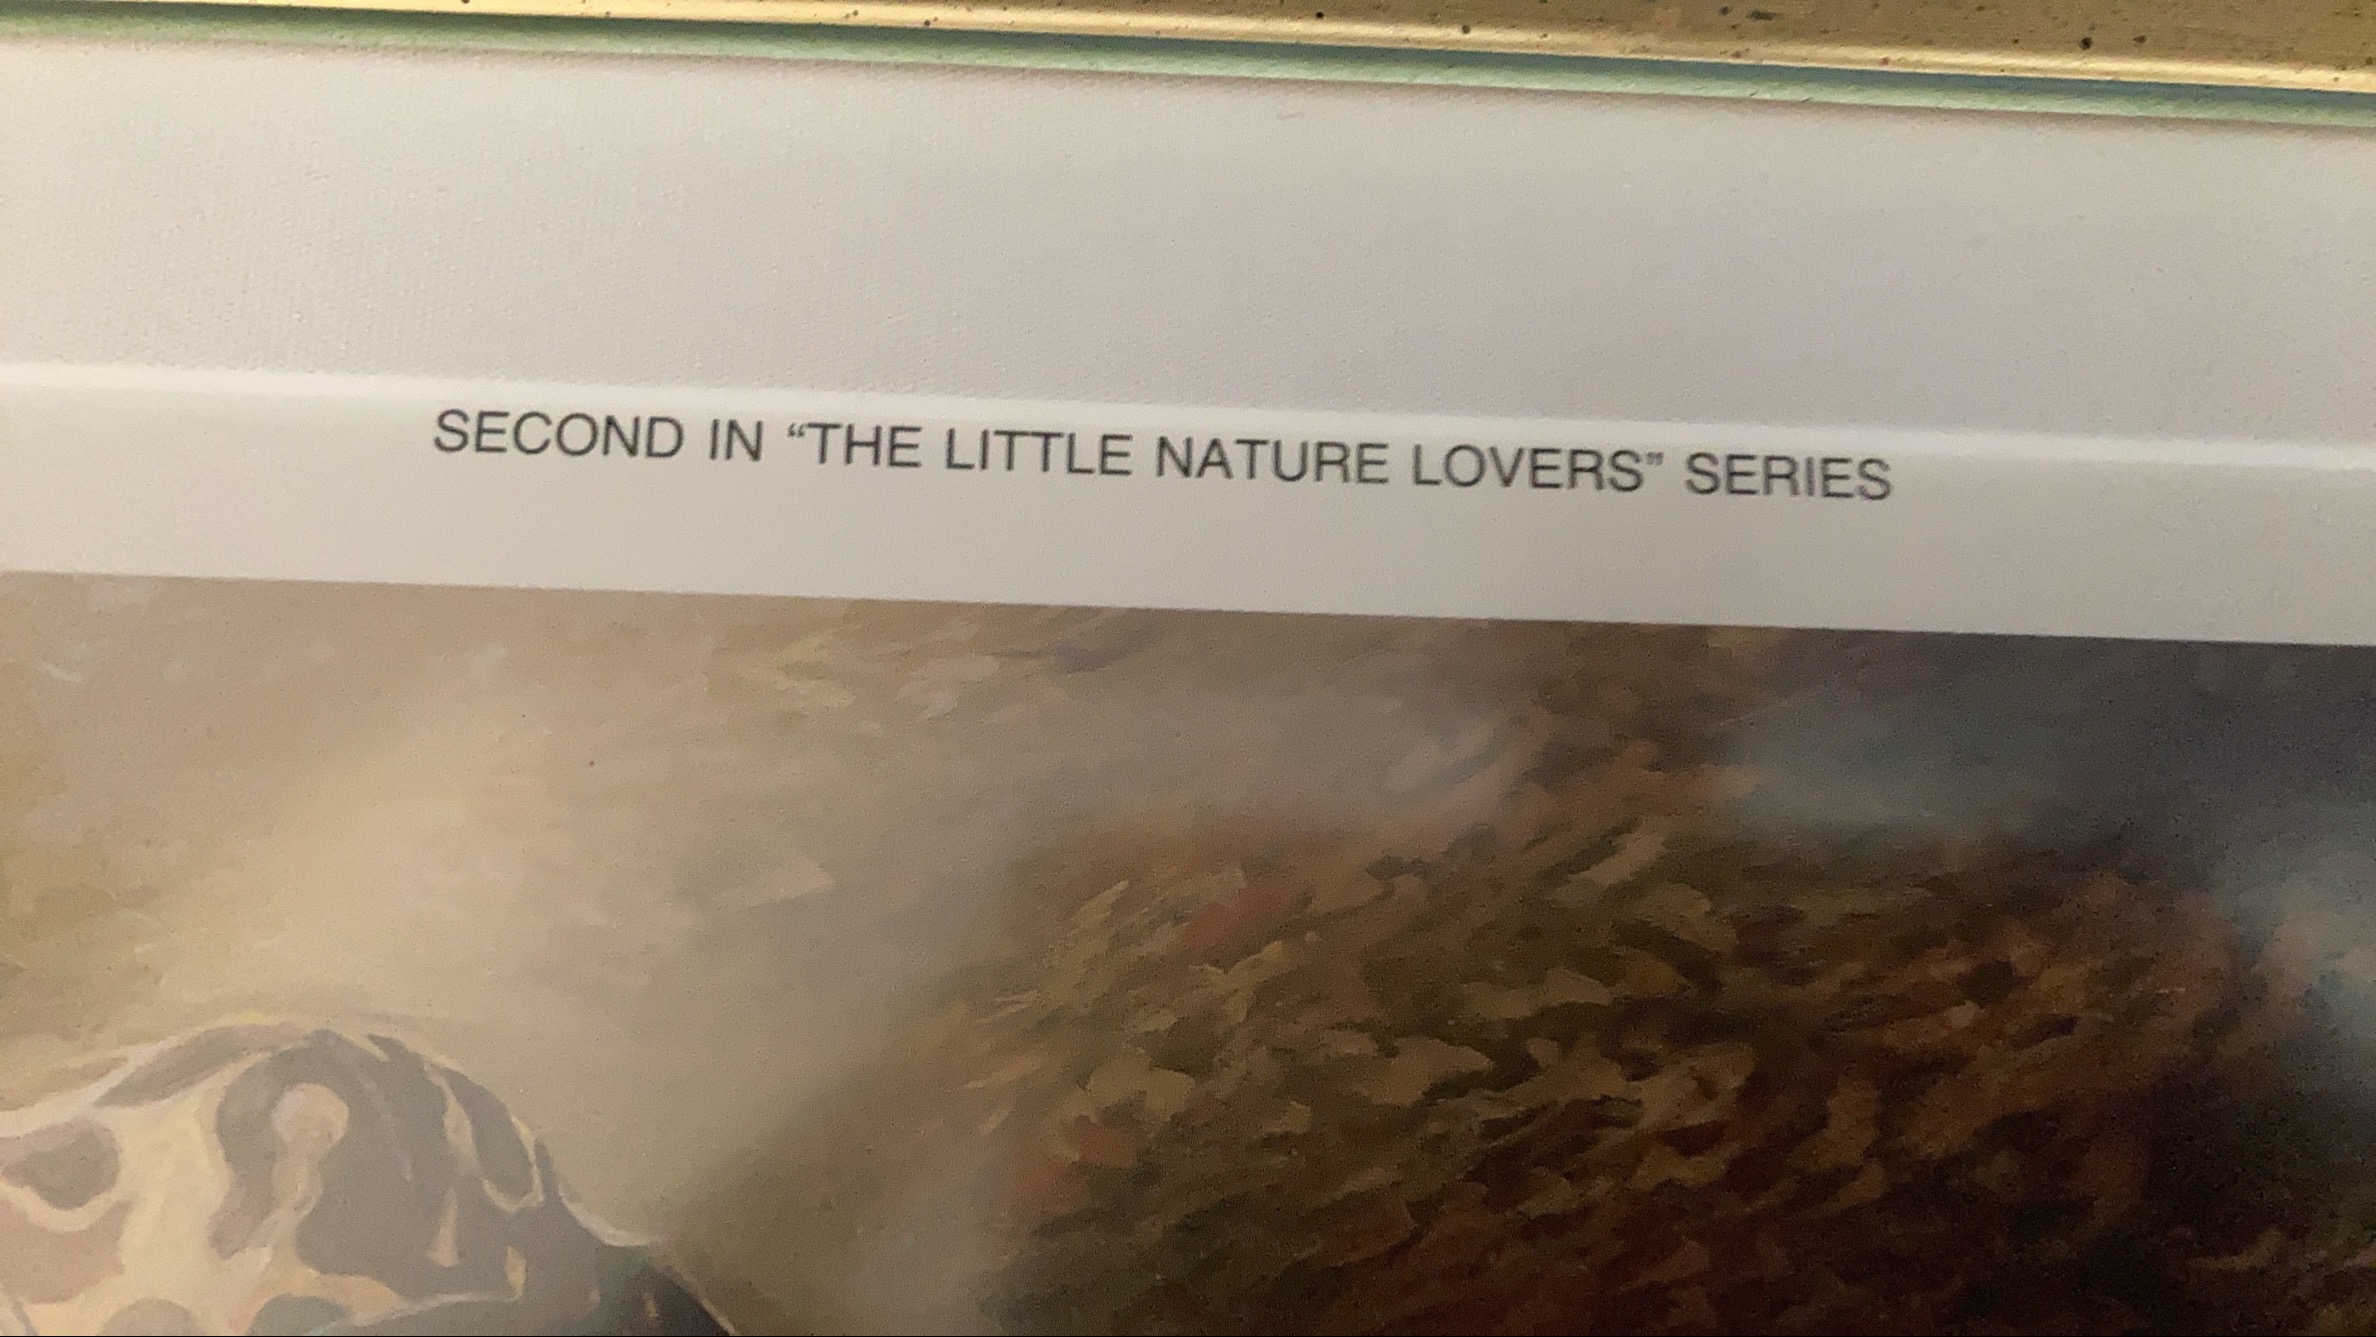 SECOND IN “THE LITTLE NATURE LOVERS” SERIES